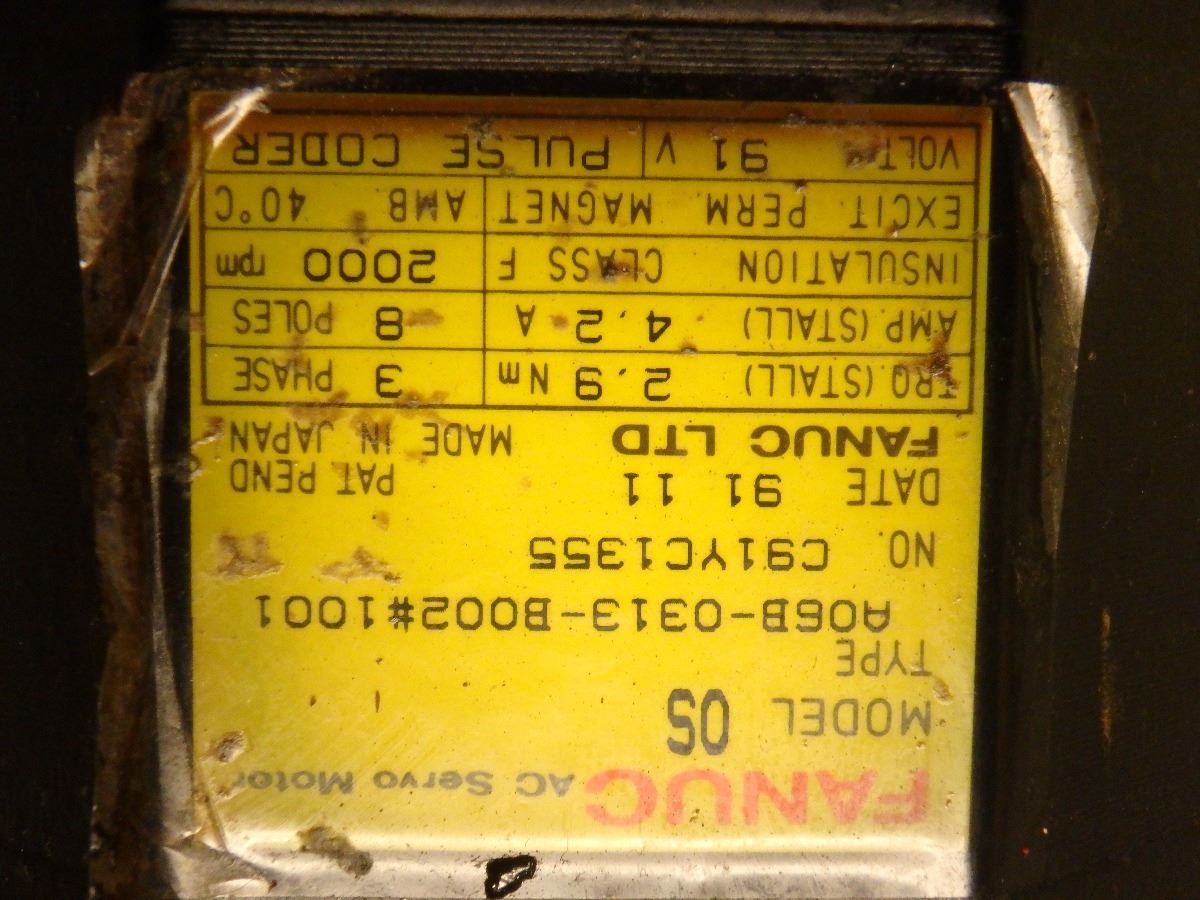 FANUC AC Servo Motor
MODEL 0S
TYPE
A06B-0313-B002#1001
NO. C91YC1355
DATE 91 11 PAT. PEND
FANUC LTD MADE IN JAPAN
TRQ.(STALL) 2.9 Nm 3 PHASE
AMP.(STALL) 4.2 A 8 POLES
INSULATION CLASS F 2000 rpm
EXCIT. PERM. MAGNET AMB. 40°C
VOLTM 91 V PULSE CODER